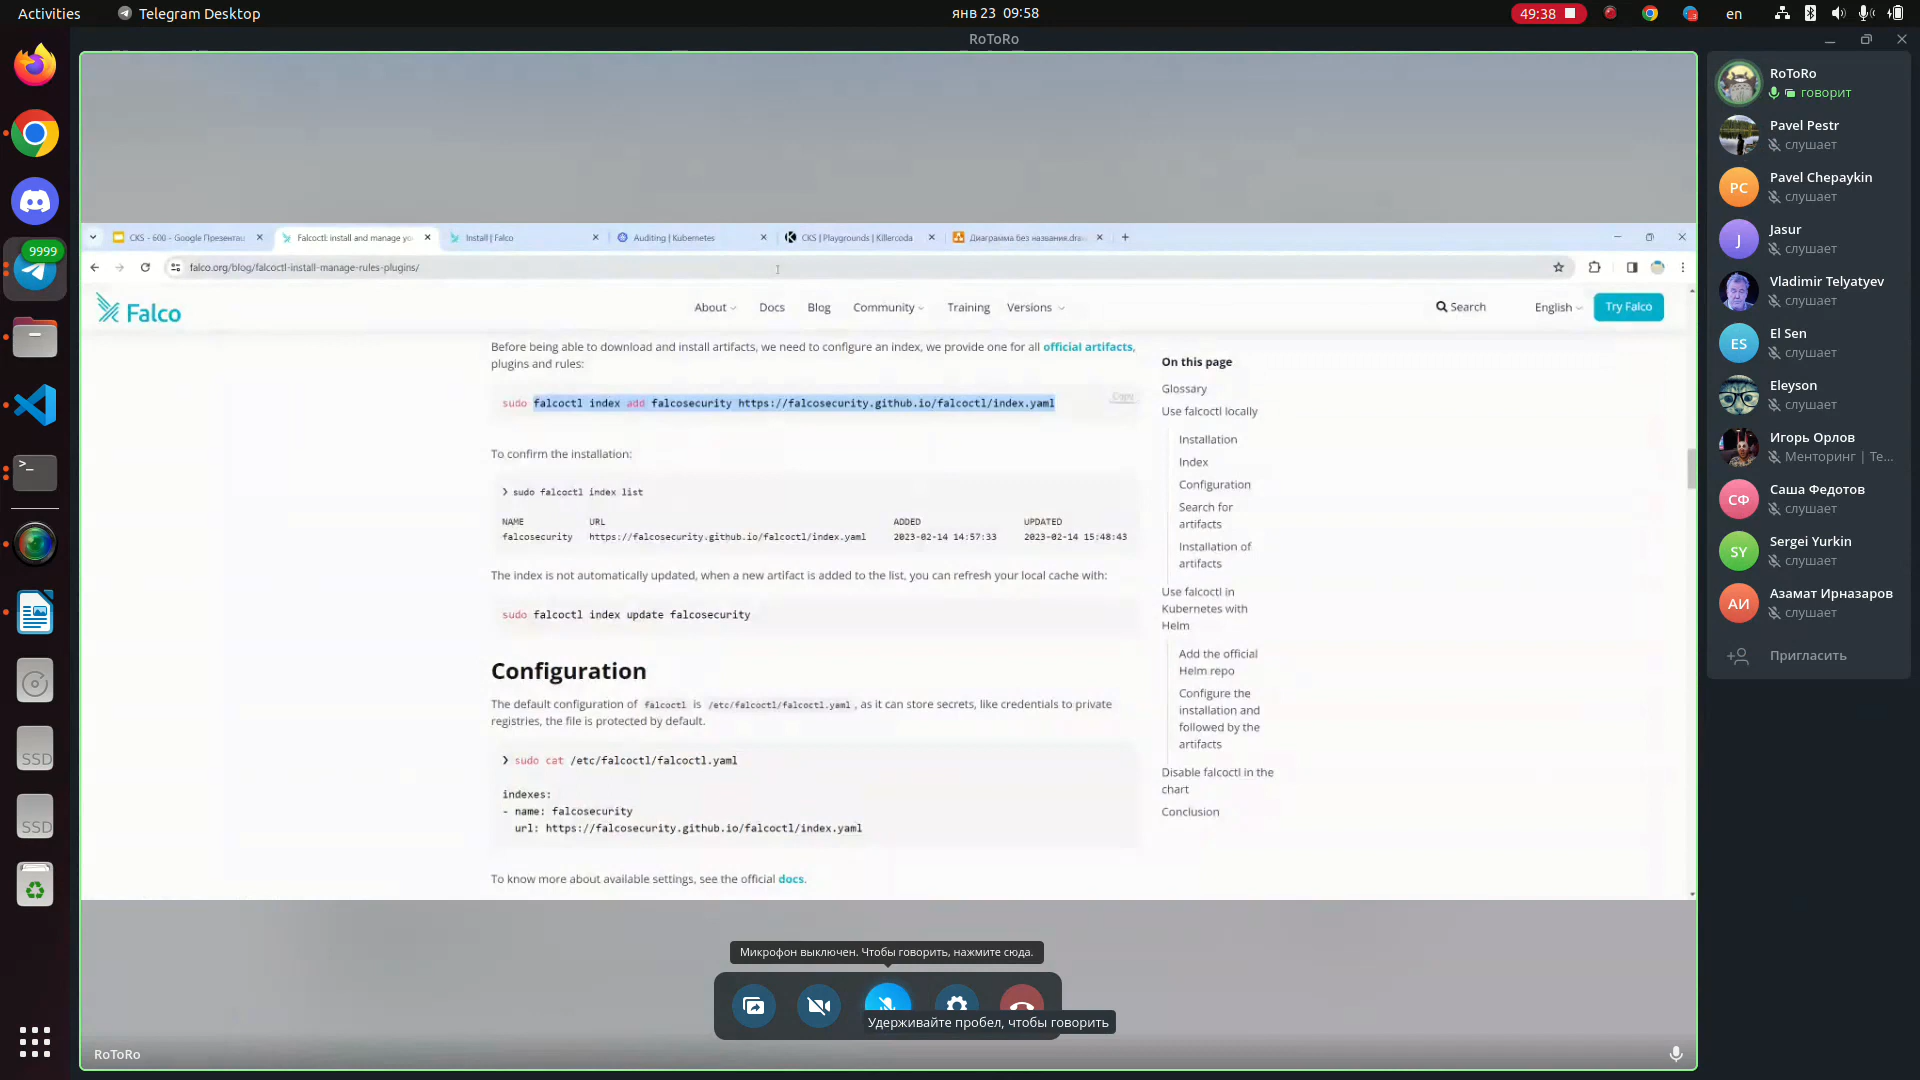 Activities
Telegram Desktop
янв 23 09:58
49:38
en
RoToRo
9999
CKS - 600 - Google Презентац
Falcoctl: install and manage yo
Install | Falco
Auditing | Kubernetes
CKS | Playgrounds | Killercoda
Диаграмма без названия.dra
falco.org/blog/falcoctl-install-manage-rules-plugins/
Falco
About
Docs
Blog
Community
Training
Versions
Search
English
Try Falco
Before being able to download and install artifacts, we need to configure an index, we provide one for all official artifacts,
plugins and rules:
Copy
sudo falcoctl index add falcosecurity https://falcosecurity.github.io/falcoctl/index.yaml
To confirm the installation:
❯ sudo falcoctl index list
NAME URL ADDED UPDATED
falcosecurity https://falcosecurity.github.io/falcoctl/index.yaml 2023-02-14 14:57:33 2023-02-14 15:48:43
The index is not automatically updated, when a new artifact is added to the list, you can refresh your local cache with:
sudo falcoctl index update falcosecurity
Configuration
The default configuration of falcoctl is /etc/falcoctl/falcoctl.yaml, as it can store secrets, like credentials to private
registries, the file is protected by default.
❯ sudo cat /etc/falcoctl/falcoctl.yaml
indexes:
- name: falcosecurity
url: https://falcosecurity.github.io/falcoctl/index.yaml
To know more about available settings, see the official docs.
On this page
Glossary
Use falcoctl locally
Installation
Index
Configuration
Search for
artifacts
Installation of
artifacts
Use falcoctl in
Kubernetes with
Helm
Add the official
Helm repo
Configure the
installation and
followed by the
artifacts
Disable falcoctl in the
chart
Conclusion
RoToRo
говорит
Pavel Pestr
слушает
PC
Pavel Chepaykin
слушает
J
Jasur
слушает
Vladimir Telyatyev
слушает
ES
El Sen
слушает
Eleyson
слушает
Игорь Орлов
Менторинг | Те...
СФ
Саша Федотов
слушает
SY
Sergei Yurkin
слушает
АИ
Азамат Ирназаров
слушает
Пригласить
SSD
SSD
Микрофон выключен. Чтобы говорить, нажмите сюда.
Удерживайте пробел, чтобы говорить
RoToRo